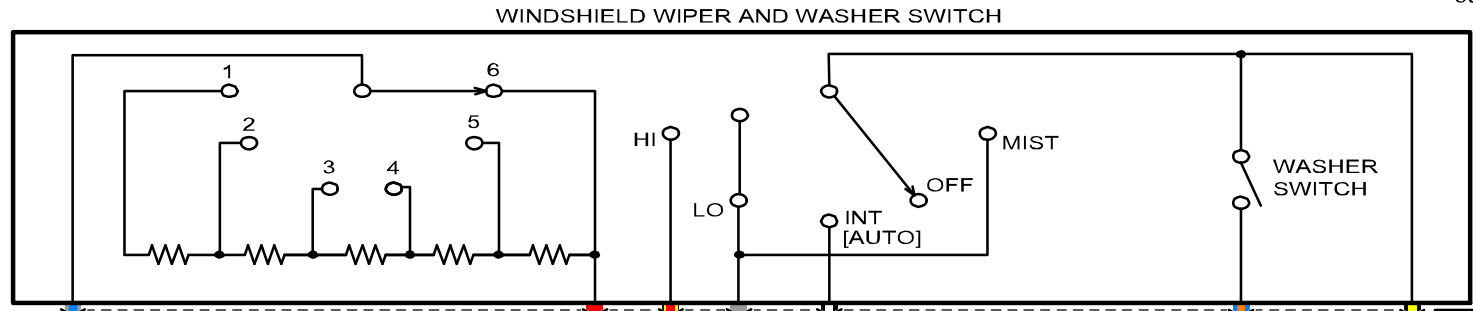 WINDSHIELD WIPER AND WASHER SWITCH
1
6
2
5
3
4
HI
LO
INT
[AUTO]
OFF
MIST
WASHER
SWITCH